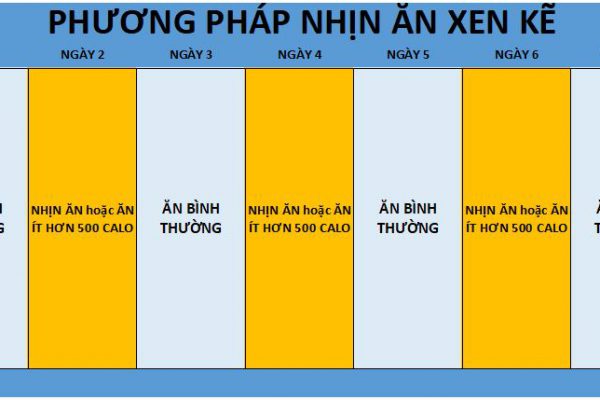 PHƯƠNG PHÁP NHỊN ĂN XEN KẼ
NGÀY 2 NGÀY 3 NGÀY 4 NGÀY 5 NGÀY 6
NHỊN ĂN hoặc ĂN
ÍT HƠN 500 CALO
ĂN BÌNH
THƯỜNG
NHỊN ĂN hoặc ĂN
ÍT HƠN 500 CALO
ĂN BÌNH
THƯỜNG
NHỊN ĂN hoặc ĂN
ÍT HƠN 500 CALO